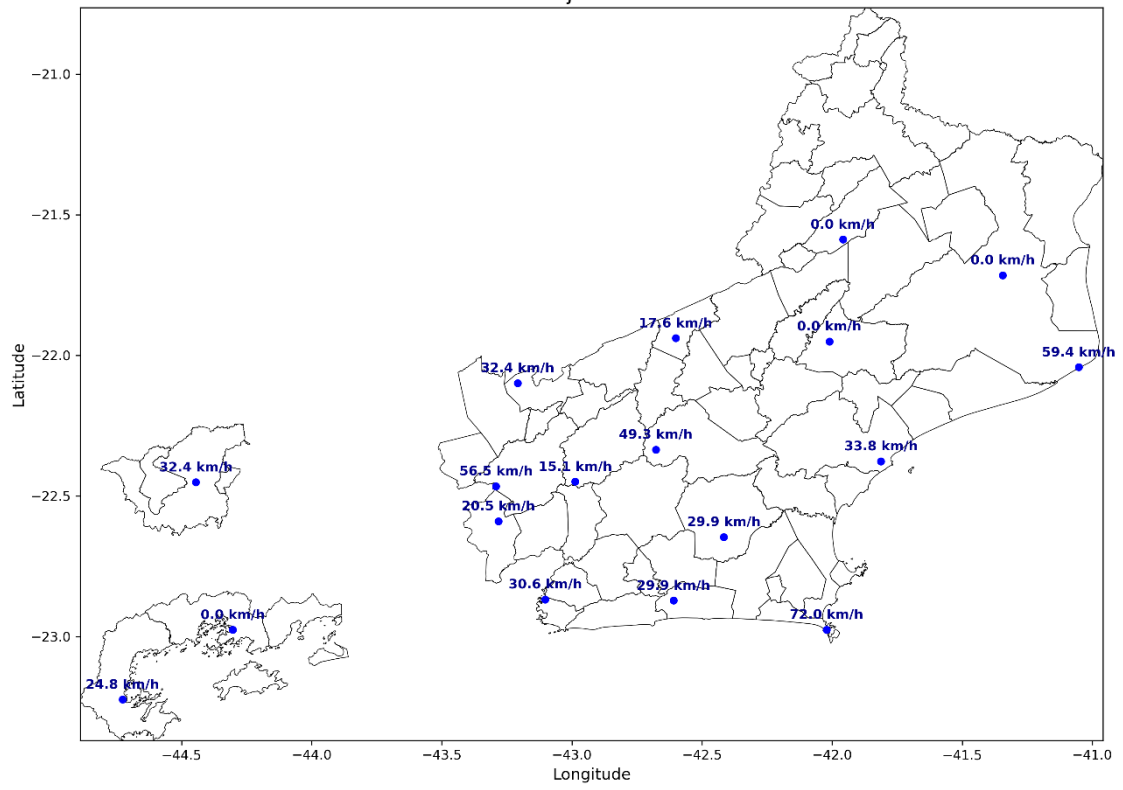 −21.0
−21.5
−22.0
−22.5
−23.0
Latitude
0.0 km/h
0.0 km/h
17.6 km/h
0.0 km/h
59.4 km/h
32.4 km/h
49.3 km/h
33.8 km/h
32.4 km/h
56.5 km/h
15.1 km/h
20.5 km/h
29.9 km/h
30.6 km/h
29.9 km/h
0.0 km/h
72.0 km/h
24.8 km/h
−44.5
−44.0
−43.5
−43.0
−42.5
−42.0
−41.5
−41.0
Longitude